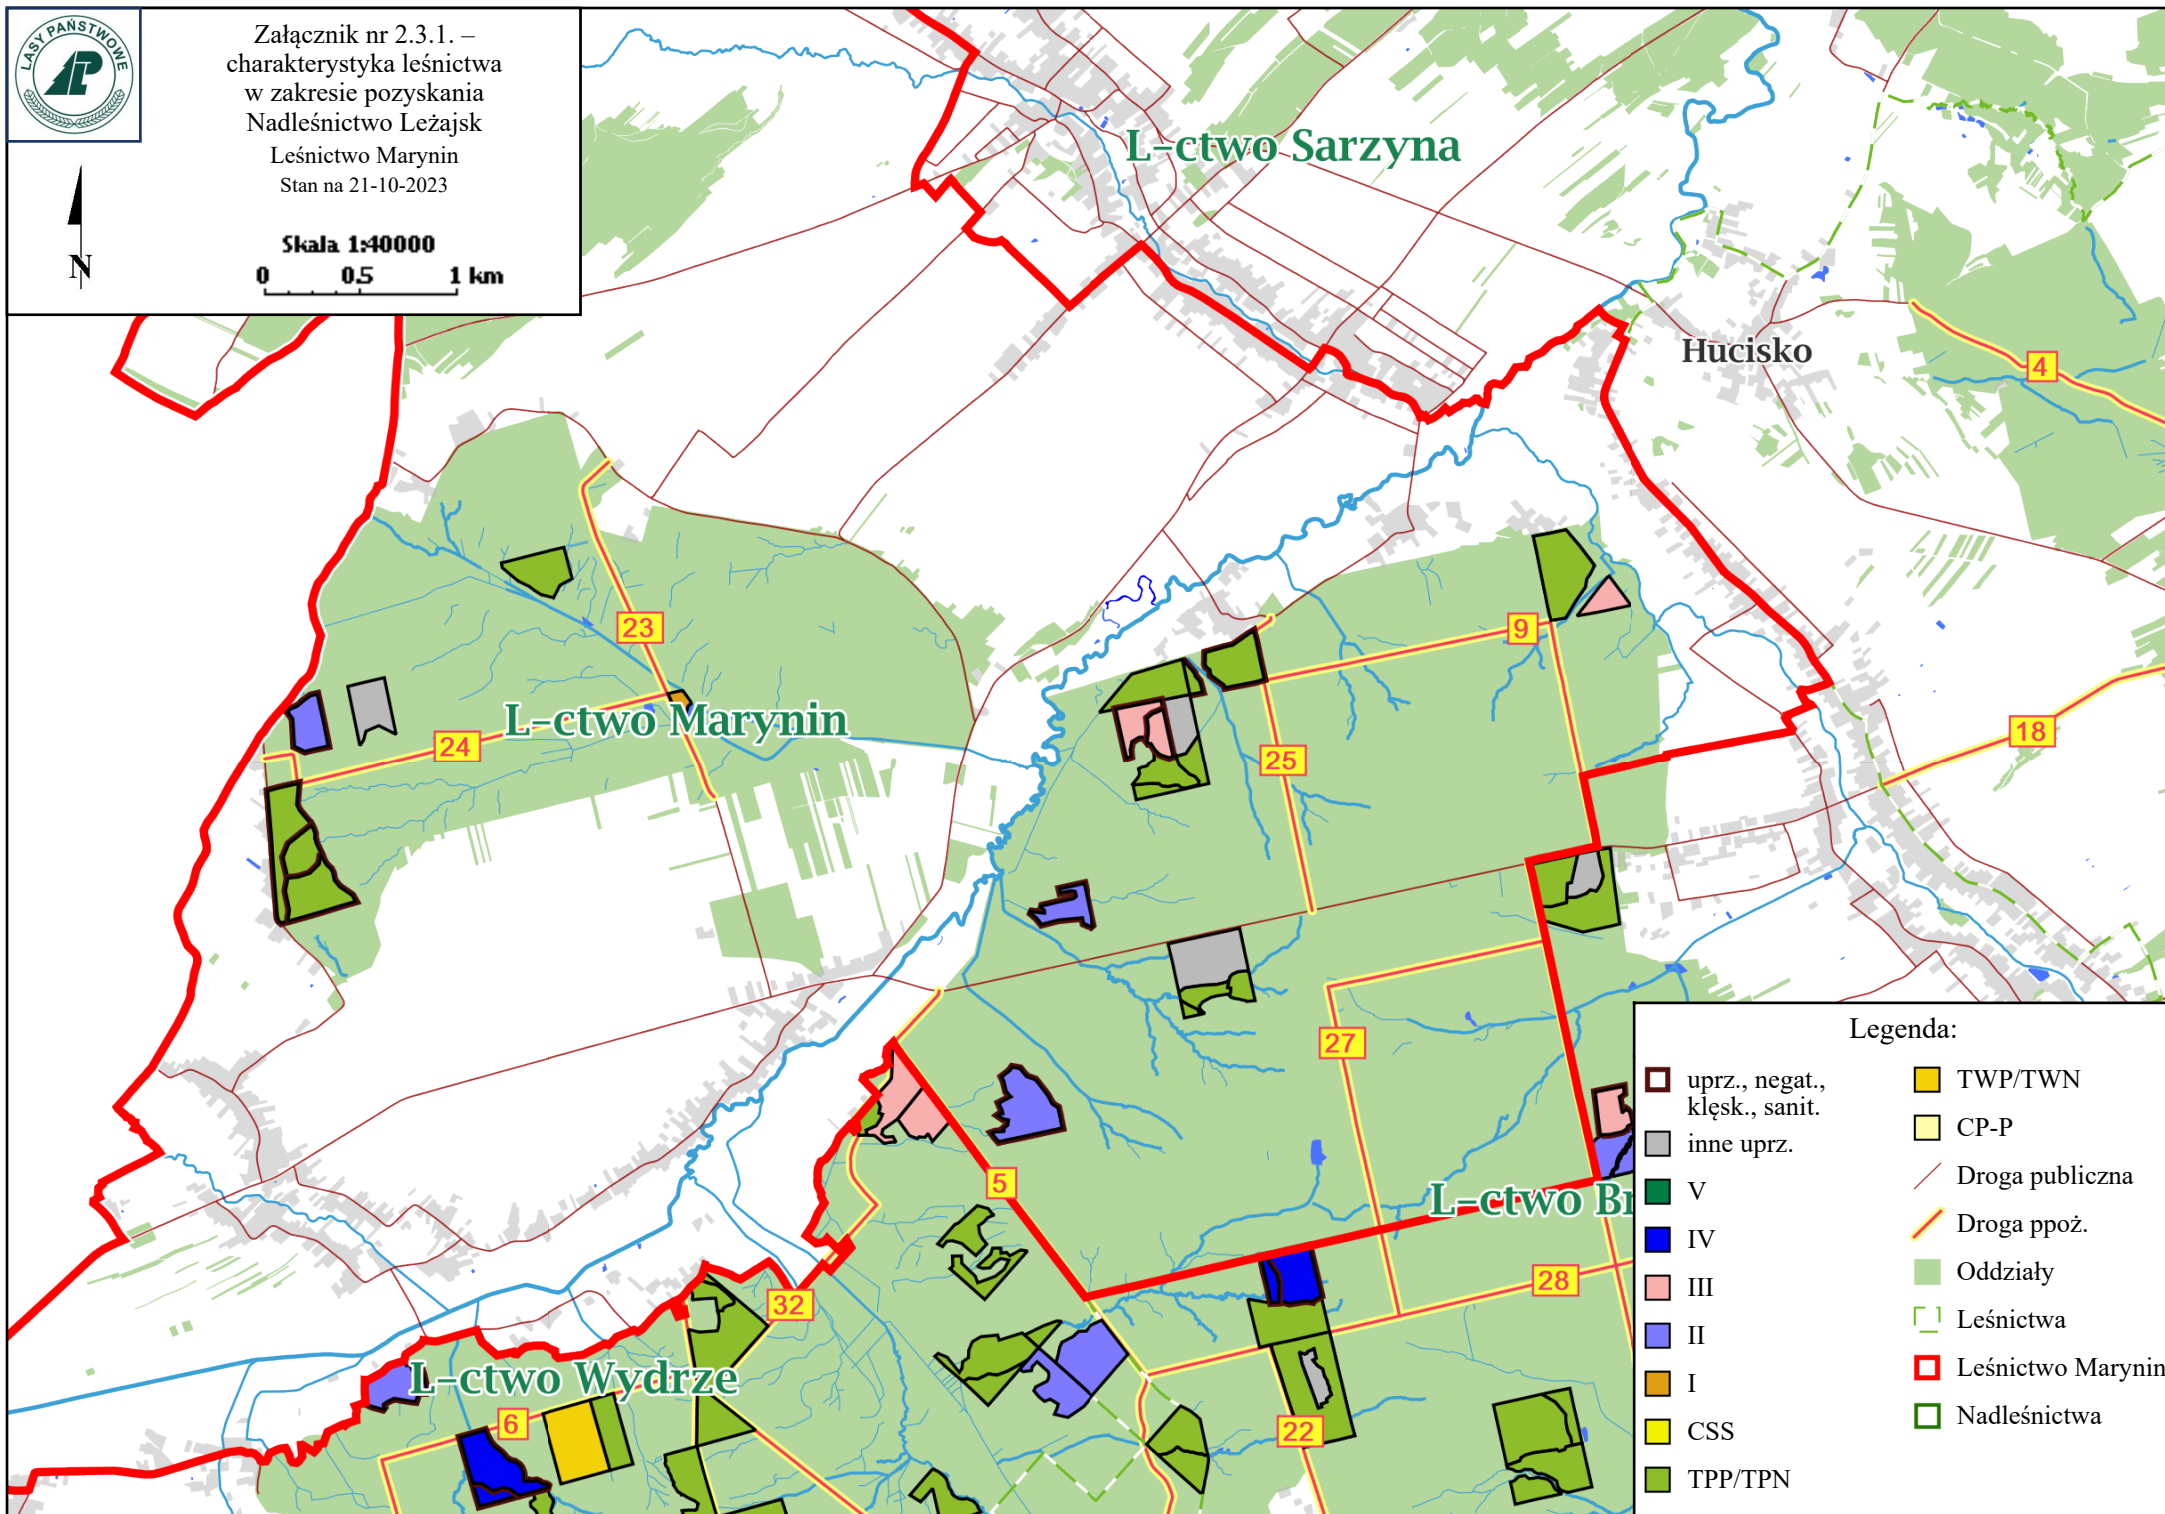 LASY PAŃSTWOWE
Załącznik nr 2.3.1. –
charakterystyka leśnictwa
w zakresie pozyskania
Nadleśnictwo Leżajsk
Leśnictwo Marynin
Stan na 21-10-2023
Skala 1:40000
0 0.5 1 km
N
L-ctwo Sarzyna
Hucisko
4
23
9
L-ctwo Marynin
24
25
18
27
5
L-ctwo Br
28
32
L-ctwo Wydrze
6
22
Legenda:
uprz., negat.,
klęsk., sanit.
inne uprz.
V
IV
III
II
I
CSS
TPP/TPN
TWP/TWN
CP-P
Droga publiczna
Droga ppoż.
Oddziały
Leśnictwa
Leśnictwo Marynin
Nadleśnictwa